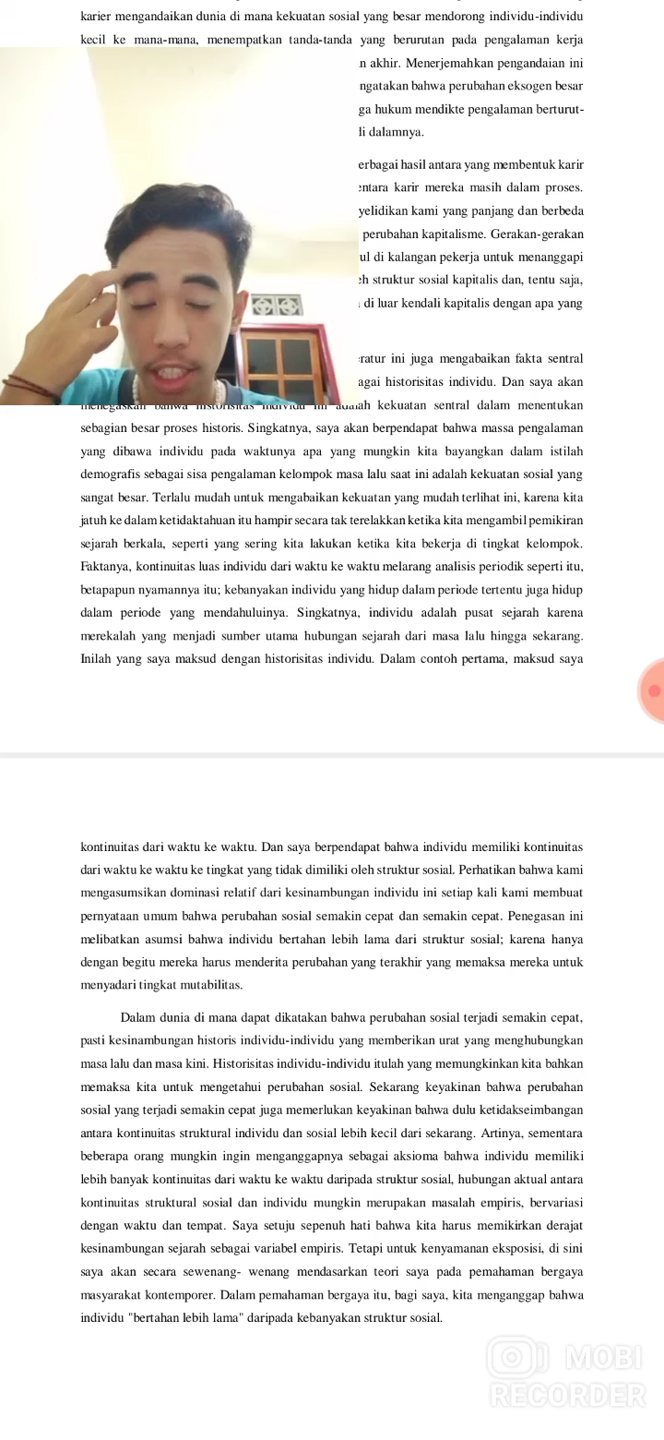 karier mengandaikan dunia di mana kekuatan sosial yang besar mendorong individu-individu
kecil ke mana-mana, menempatkan tanda-tanda yang berurutan pada pengalaman kerja
akhir. Menerjemahkan pengandaian ini
ngatakan bahwa perubahan eksogen besar
ga hukum mendikte pengalaman berturut-
li dalamnya.
erbagai hasil antara yang membentuk karir
entara karir mereka masih dalam proses.
yelidikan kami yang panjang dan berbeda
perubahan kapitalisme. Gerakan-gerakan
ul di kalangan pekerja untuk menanggapi
eh struktur sosial kapitalis dan, tentu saja,
di luar kendali kapitalis dengan apa yang
ratur ini juga mengabaikan fakta sentral
agai historisitas individu. Dan saya akan
menegaskan bahwa historisitas individu ini adalah kekuatan sentral dalam menentukan
sebagian besar proses historis. Singkatnya, saya akan berpendapat bahwa massa pengalaman
yang dibawa individu pada waktunya apa yang mungkin kita bayangkan dalam istilah
demografis sebagai sisa pengalaman kelompok masa lalu saat ini adalah kekuatan sosial yang
sangat besar. Terlalu mudah untuk mengabaikan kekuatan yang mudah terlihat ini, karena kita
jatuh ke dalam ketidaktahuan itu hampir secara tak terelakkan ketika kita mengambil pemikiran
sejarah berkala, seperti yang sering kita lakukan ketika kita bekerja di tingkat kelompok.
Faktanya, kontinuitas luas individu dari waktu ke waktu melarang analisis periodik seperti itu,
betapapun nyamannya itu; kebanyakan individu yang hidup dalam periode tertentu juga hidup
dalam periode yang mendahuluinya. Singkatnya, individu adalah pusat sejarah karena
merekalah yang menjadi sumber utama hubungan sejarah dari masa lalu hingga sekarang.
Inilah yang saya maksud dengan historisitas individu. Dalam contoh pertama, maksud saya
kontinuitas dari waktu ke waktu. Dan saya berpendapat bahwa individu memiliki kontinuitas
dari waktu ke waktu ke tingkat yang tidak dimiliki oleh struktur sosial. Perhatikan bahwa kami
mengasumsikan dominasi relatif dari kesinambungan individu ini setiap kali kami membuat
pernyataan umum bahwa perubahan sosial semakin cepat dan semakin cepat. Penegasan ini
melibatkan asumsi bahwa individu bertahan lebih lama dari struktur sosial; karena hanya
dengan begitu mereka harus menderita perubahan yang terakhir yang memaksa mereka untuk
menyadari tingkat mutabilitas.
Dalam dunia di mana dapat dikatakan bahwa perubahan sosial terjadi semakin cepat,
pasti kesinambungan historis individu-individu yang memberikan urat yang menghubungkan
masa lalu dan masa kini. Historisitas individu-individu itulah yang memungkinkan kita bahkan
memaksa kita untuk mengetahui perubahan sosial. Sekarang keyakinan bahwa perubahan
sosial yang terjadi semakin cepat juga memerlukan keyakinan bahwa dulu ketidakseimbangan
antara kontinuitas struktural individu dan sosial lebih kecil dari sekarang. Artinya, sementara
beberapa orang mungkin ingin menganggapnya sebagai aksioma bahwa individu memiliki
lebih banyak kontinuitas dari waktu ke waktu daripada struktur sosial, hubungan aktual antara
kontinuitas struktural sosial dan individu mungkin merupakan masalah empiris, bervariasi
dengan waktu dan tempat. Saya setuju sepenuh hati bahwa kita harus memikirkan derajat
kesinambungan sejarah sebagai variabel empiris. Tetapi untuk kenyamanan eksposisi, di sini
saya akan secara sewenang- wenang mendasarkan teori saya pada pemahaman bergaya
masyarakat kontemporer. Dalam pemahaman bergaya itu, bagi saya, kita menganggap bahwa
individu "bertahan lebih lama" daripada kebanyakan struktur sosial.
MOBI
RECORDER